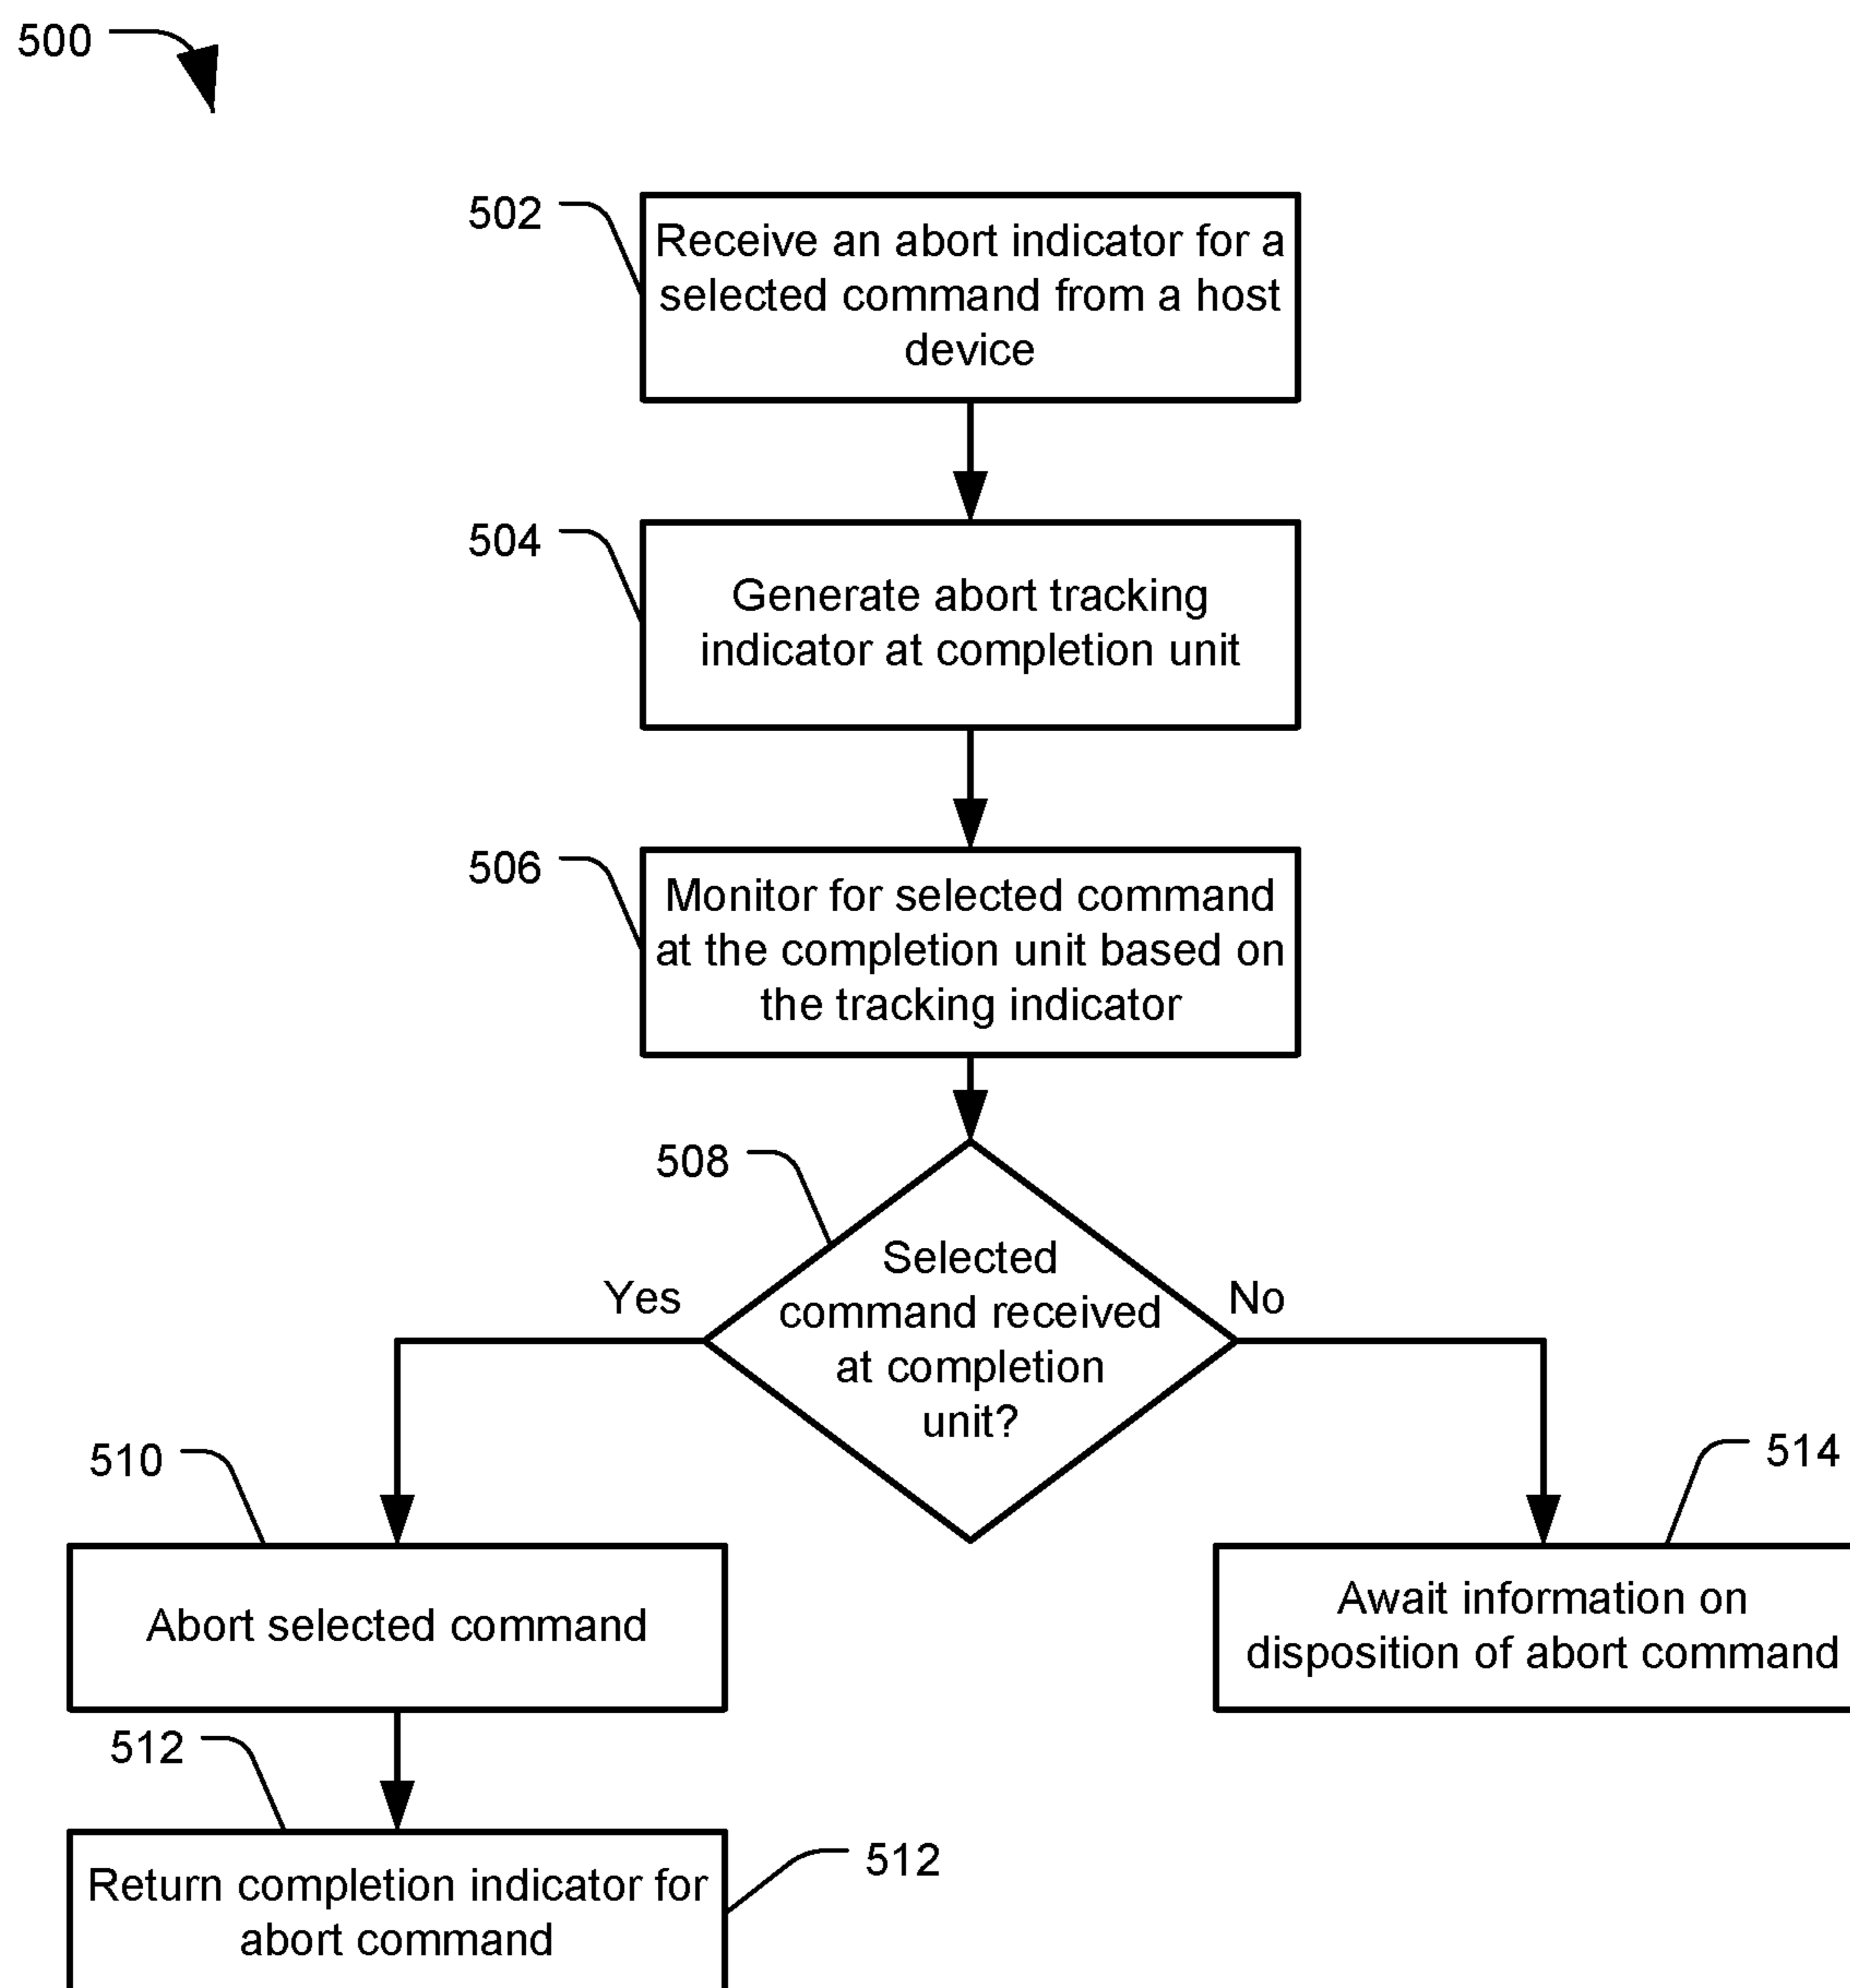 500
502
Receive an abort indicator for a
selected command from a host
device
504
Generate abort tracking
indicator at completion unit
506
Monitor for selected command
at the completion unit based on
the tracking indicator
508
Selected
command received
at completion
unit?
Yes
No
510
Abort selected command
514
Await information on
disposition of abort command
512
Return completion indicator for
abort command
512